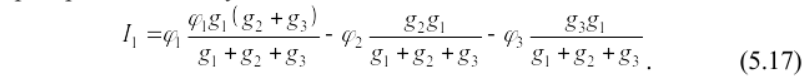 I₁ = φ₁ φ₁g₁(g₂ + g₃) / (g₁ + g₂ + g₃) - φ₂ g₂g₁ / (g₁ + g₂ + g₃) - φ₃ g₃g₁ / (g₁ + g₂ + g₃) . (5.17)